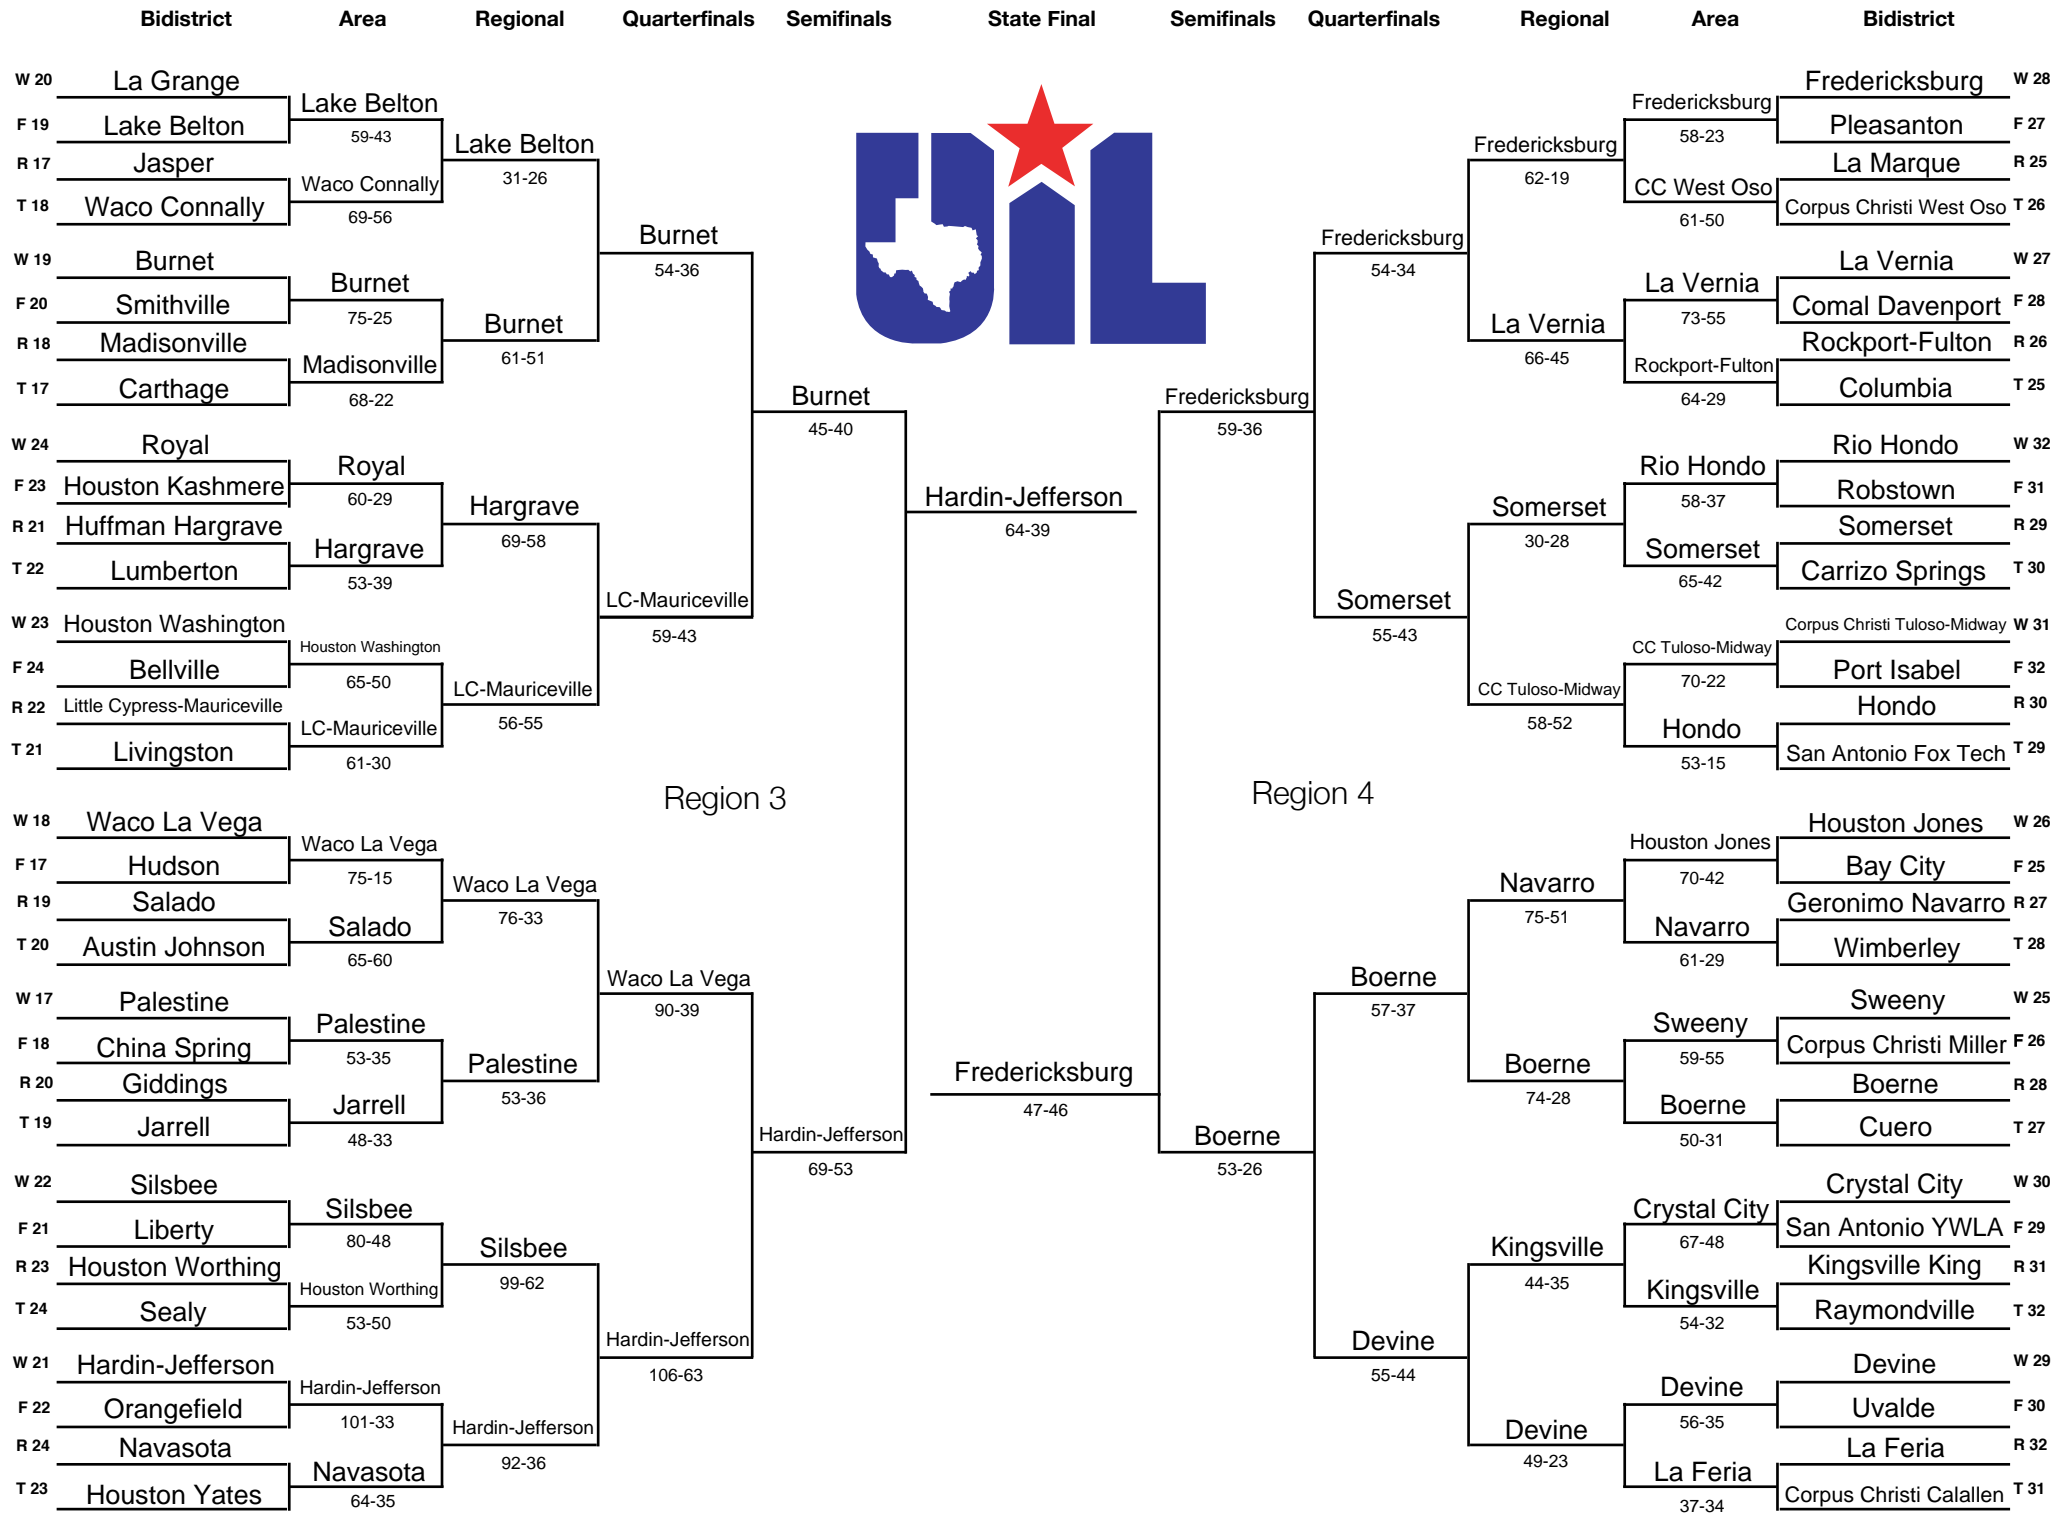 Bidistrict Area Regional Quarterfinals Semifinals State Final Semifinals Quarterfinals Regional Area Bidistrict
W 20 La Grange
Lake Belton
59-43
F 19 Lake Belton
Lake Belton
31-26
R 17 Jasper
Waco Connally
69-56
T 18 Waco Connally
Burnet
54-36
W 19 Burnet
Burnet
75-25
F 20 Smithville
Burnet
61-51
R 18 Madisonville
Madisonville
68-22
T 17 Carthage
Burnet
45-40
W 24 Royal
Royal
60-29
F 23 Houston Kashmere
Hargrave
69-58
R 21 Huffman Hargrave
Hargrave
53-39
T 22 Lumberton
LC-Mauriceville
59-43
W 23 Houston Washington
Houston Washington
65-50
F 24 Bellville
LC-Mauriceville
56-55
R 22 Little Cypress-Mauriceville
LC-Mauriceville
61-30
T 21 Livingston
Region 3
W 18 Waco La Vega
Waco La Vega
75-15
F 17 Hudson
Waco La Vega
76-33
R 19 Salado
Salado
65-60
T 20 Austin Johnson
Waco La Vega
90-39
W 17 Palestine
Palestine
53-35
F 18 China Spring
Palestine
53-36
R 20 Giddings
Jarrell
48-33
T 19 Jarrell
Hardin-Jefferson
69-53
W 22 Silsbee
Silsbee
80-48
F 21 Liberty
Silsbee
99-62
R 23 Houston Worthing
Houston Worthing
53-50
T 24 Sealy
Hardin-Jefferson
106-63
W 21 Hardin-Jefferson
Hardin-Jefferson
101-33
F 22 Orangefield
Hardin-Jefferson
92-36
R 24 Navasota
Navasota
64-35
T 23 Houston Yates
UIL
Hardin-Jefferson
64-39
Fredericksburg
47-46
Fredericksburg W 28
Fredericksburg
58-23
Pleasanton F 27
Fredericksburg
62-19
La Marque R 25
CC West Oso
61-50
Corpus Christi West Oso T 26
Fredericksburg
54-34
La Vernia W 27
La Vernia
73-55
Comal Davenport F 28
La Vernia
66-45
Rockport-Fulton R 26
Rockport-Fulton
64-29
Columbia T 25
Fredericksburg
59-36
Rio Hondo W 32
Rio Hondo
58-37
Robstown F 31
Somerset
30-28
Somerset R 29
Somerset
65-42
Carrizo Springs T 30
Somerset
55-43
Corpus Christi Tuloso-Midway W 31
CC Tuloso-Midway
70-22
Port Isabel F 32
CC Tuloso-Midway
58-52
Hondo R 30
Hondo
53-15
San Antonio Fox Tech T 29
Region 4
Houston Jones W 26
Houston Jones
70-42
Bay City F 25
Navarro
75-51
Geronimo Navarro R 27
Navarro
61-29
Wimberley T 28
Boerne
57-37
Sweeny W 25
Sweeny
59-55
Corpus Christi Miller F 26
Boerne
74-28
Boerne R 28
Boerne
50-31
Cuero T 27
Boerne
53-26
Crystal City W 30
Crystal City
67-48
San Antonio YWLA F 29
Kingsville
44-35
Kingsville King R 31
Kingsville
54-32
Raymondville T 32
Devine
55-44
Devine W 29
Devine
56-35
Uvalde F 30
Devine
49-23
La Feria R 32
La Feria
37-34
Corpus Christi Calallen T 31